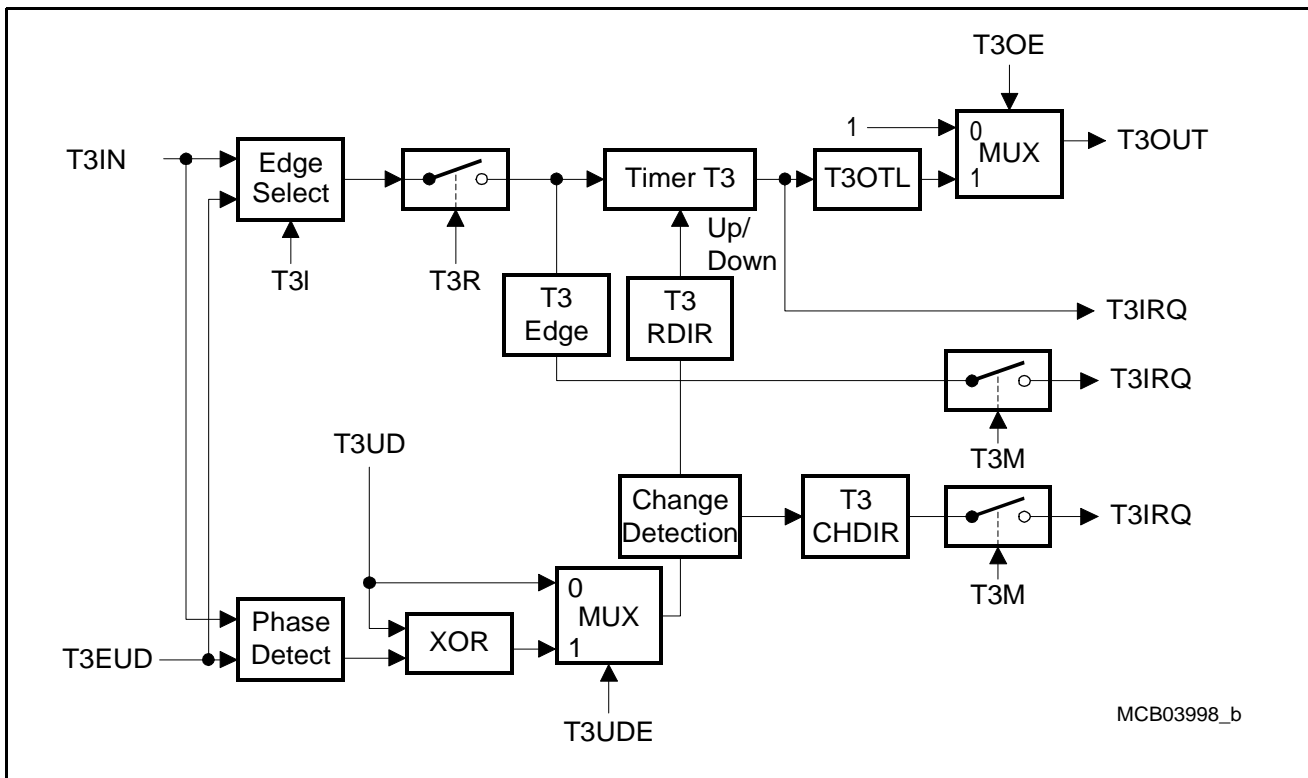 T3OE
T3IN
Edge
Select
Timer T3
T3OTL
1
0
MUX
1
T3OUT
T3I
T3R
Up/
Down
T3
Edge
T3
RDIR
T3IRQ
T3IRQ
T3M
T3UD
Change
Detection
T3
CHDIR
T3IRQ
T3M
T3EUD
Phase
Detect
XOR
0
MUX
1
T3UDE
MCB03998_b